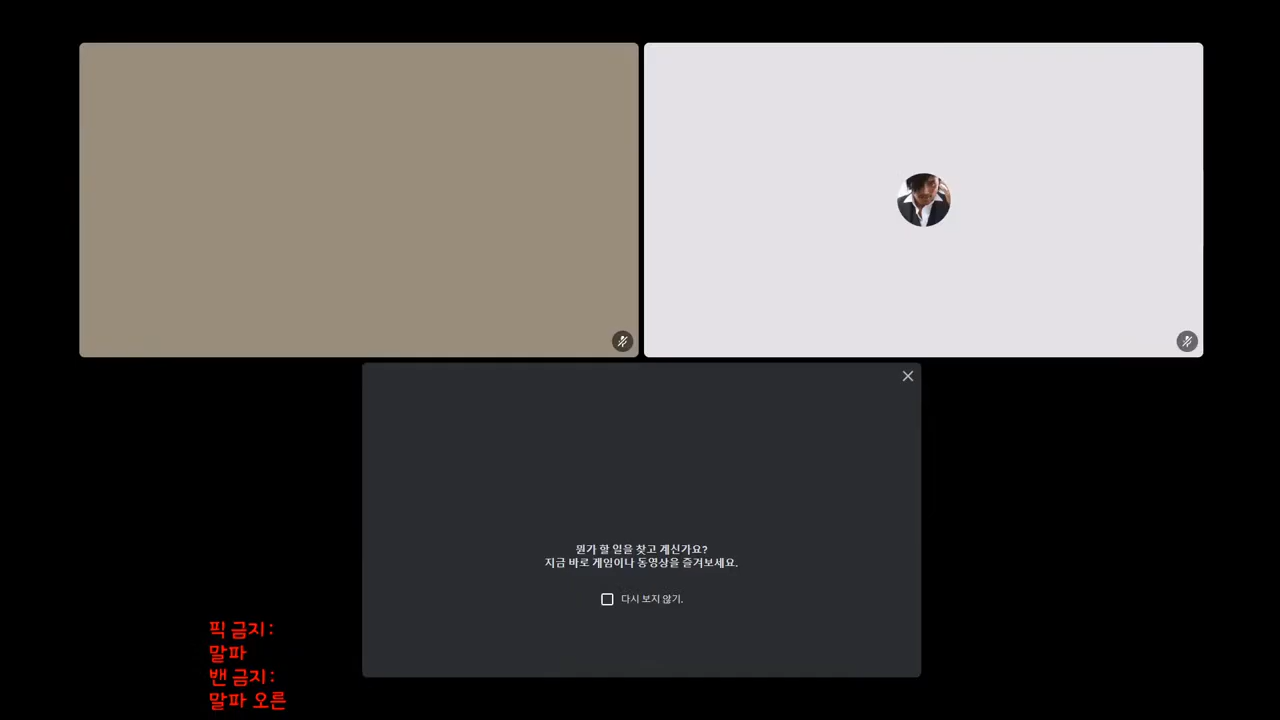 뭔가 할 일을 찾고 계신가요?
지금 바로 게임이나 동영상을 즐겨보세요.
다시 보지 않기.
픽 금지:
말파
밴 금지:
말파 오른